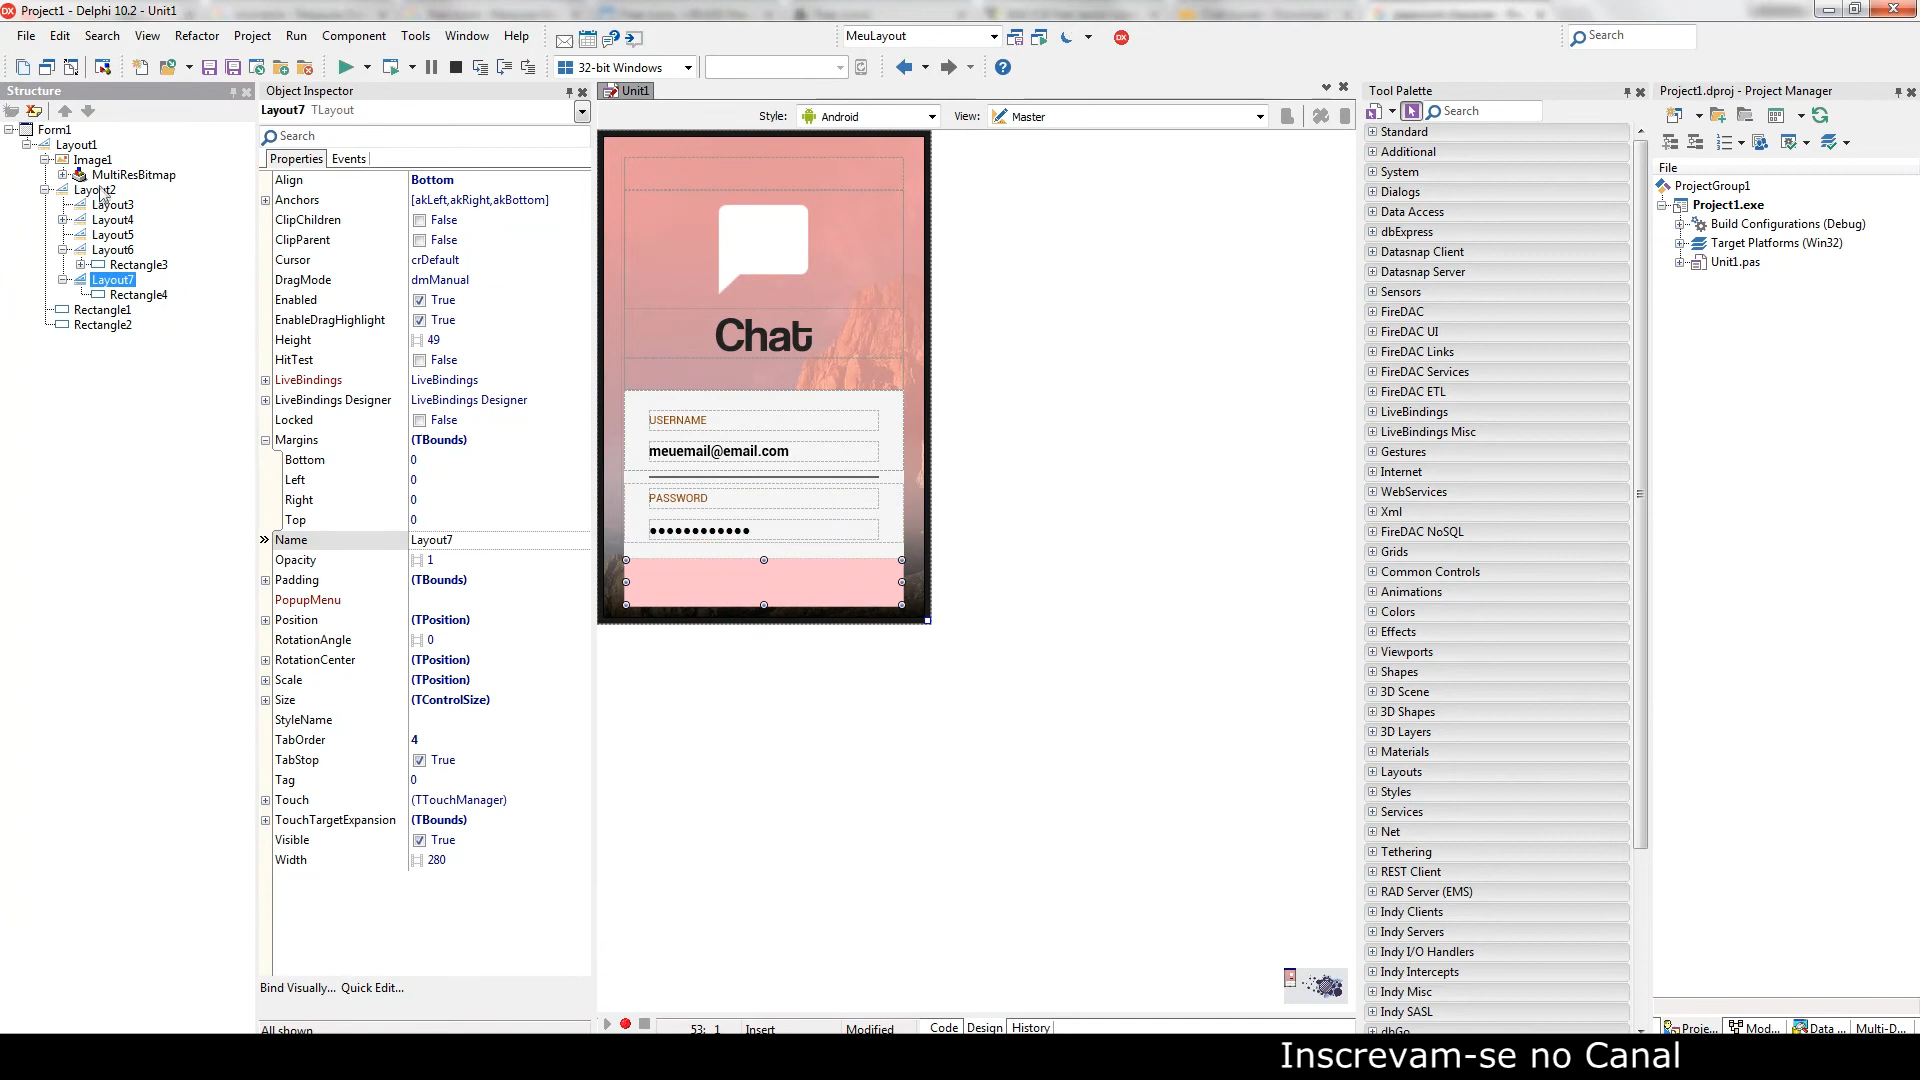 Project1 - Delphi 10.2 - Unit1
File Edit Search View Refactor Project Run Component Tools Window Help
MeuLayout
Search
32-bit Windows
Structure
Form1
Layout1
Image1
MultiResBitmap
Layout2
Layout3
Layout4
Layout5
Layout6
Rectangle3
Layout7
Rectangle4
Rectangle1
Rectangle2
Object Inspector
Layout7 TLayout
Search
Properties Events
Align Bottom
Anchors [akLeft,akRight,akBottom]
ClipChildren False
ClipParent False
Cursor crDefault
DragMode dmManual
Enabled True
EnableDragHighlight True
Height 49
HitTest False
LiveBindings LiveBindings
LiveBindings Designer LiveBindings Designer
Locked False
Margins (TBounds)
Bottom 0
Left 0
Right 0
Top 0
Name Layout7
Opacity 1
Padding (TBounds)
PopupMenu
Position (TPosition)
RotationAngle 0
RotationCenter (TPosition)
Scale (TPosition)
Size (TControlSize)
StyleName
TabOrder 4
TabStop True
Tag 0
Touch (TTouchManager)
TouchTargetExpansion (TBounds)
Visible True
Width 280
Bind Visually... Quick Edit...
All shown
Unit1
Style: Android View: Master
Chat
USERNAME
meuemail@email.com
PASSWORD
53: 1 Insert Modified Code Design History
Tool Palette
Search
Standard
Additional
System
Dialogs
Data Access
dbExpress
Datasnap Client
Datasnap Server
Sensors
FireDAC
FireDAC UI
FireDAC Links
FireDAC Services
FireDAC ETL
LiveBindings
LiveBindings Misc
Gestures
Internet
WebServices
Xml
FireDAC NoSQL
Grids
Common Controls
Animations
Colors
Effects
Viewports
Shapes
3D Scene
3D Shapes
3D Layers
Materials
Layouts
Styles
Services
Net
Tethering
REST Client
RAD Server (EMS)
Indy Clients
Indy Servers
Indy I/O Handlers
Indy Intercepts
Indy Misc
Indy SASL
dbGo
Project1.dproj - Project Manager
File
ProjectGroup1
Project1.exe
Build Configurations (Debug)
Target Platforms (Win32)
Unit1.pas
Proje... Mod... Data ... Multi-D...
Inscrevam-se no Canal